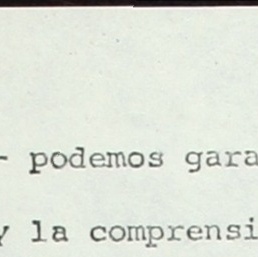 - podemos gara
y la comprensi